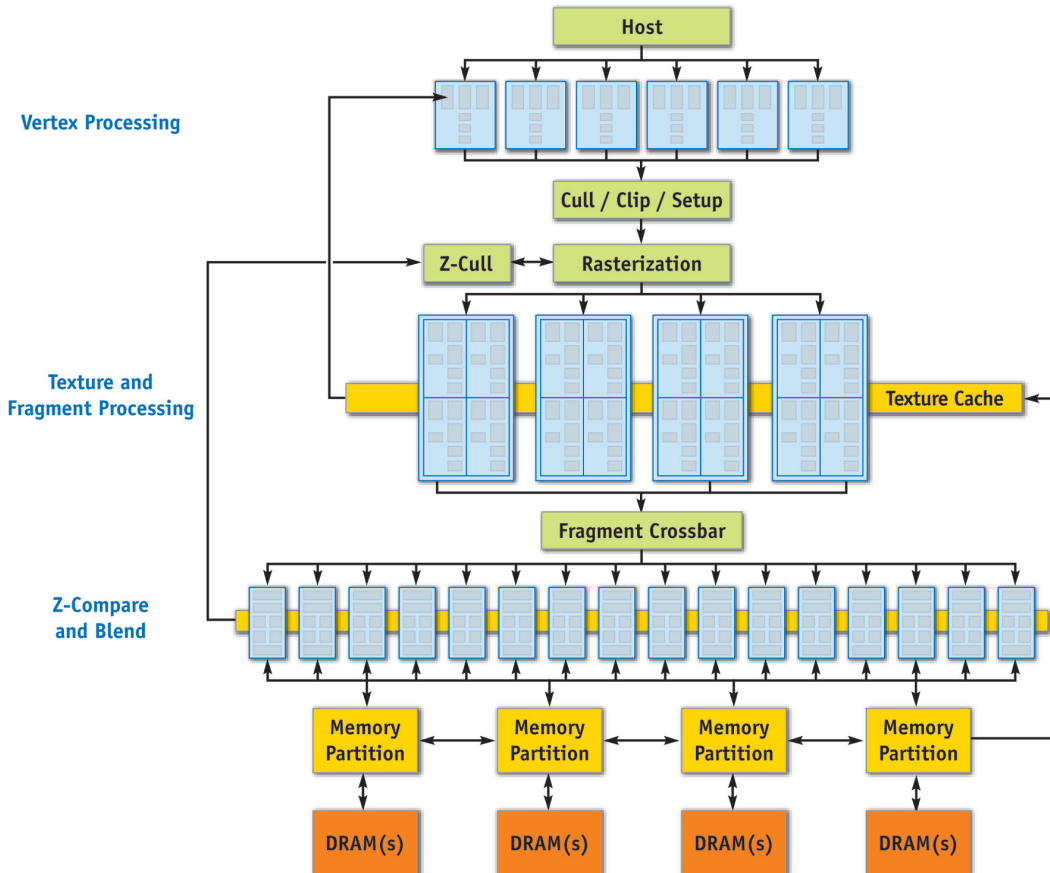 Host
Vertex Processing
Cull / Clip / Setup
Z-Cull
Rasterization
Texture and
Fragment Processing
Texture Cache
Fragment Crossbar
Z-Compare
and Blend
Memory
Partition
Memory
Partition
Memory
Partition
Memory
Partition
DRAM(s)
DRAM(s)
DRAM(s)
DRAM(s)